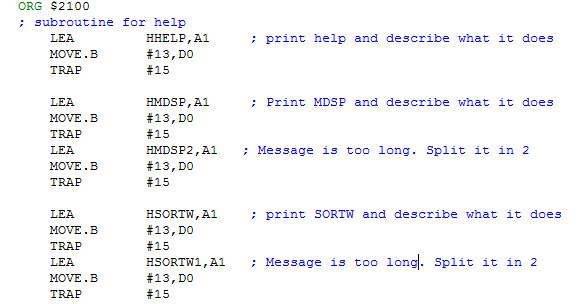 ORG $2100
; subroutine for help
LEA HHELP,A1 ; print help and describe what it does
MOVE.B #13,D0
TRAP #15
LEA HMDSP,A1 ; Print MDSP and describe what it does
MOVE.B #13,D0
TRAP #15
LEA HMDSP2,A1 ; Message is too long. Split it in 2
MOVE.B #13,D0
TRAP #15
LEA HSORTW,A1 ; print SORTW and describe what it does
MOVE.B #13,D0
TRAP #15
LEA HSORTW1,A1 ; Message is too long. Split it in 2
MOVE.B #13,D0
TRAP #15